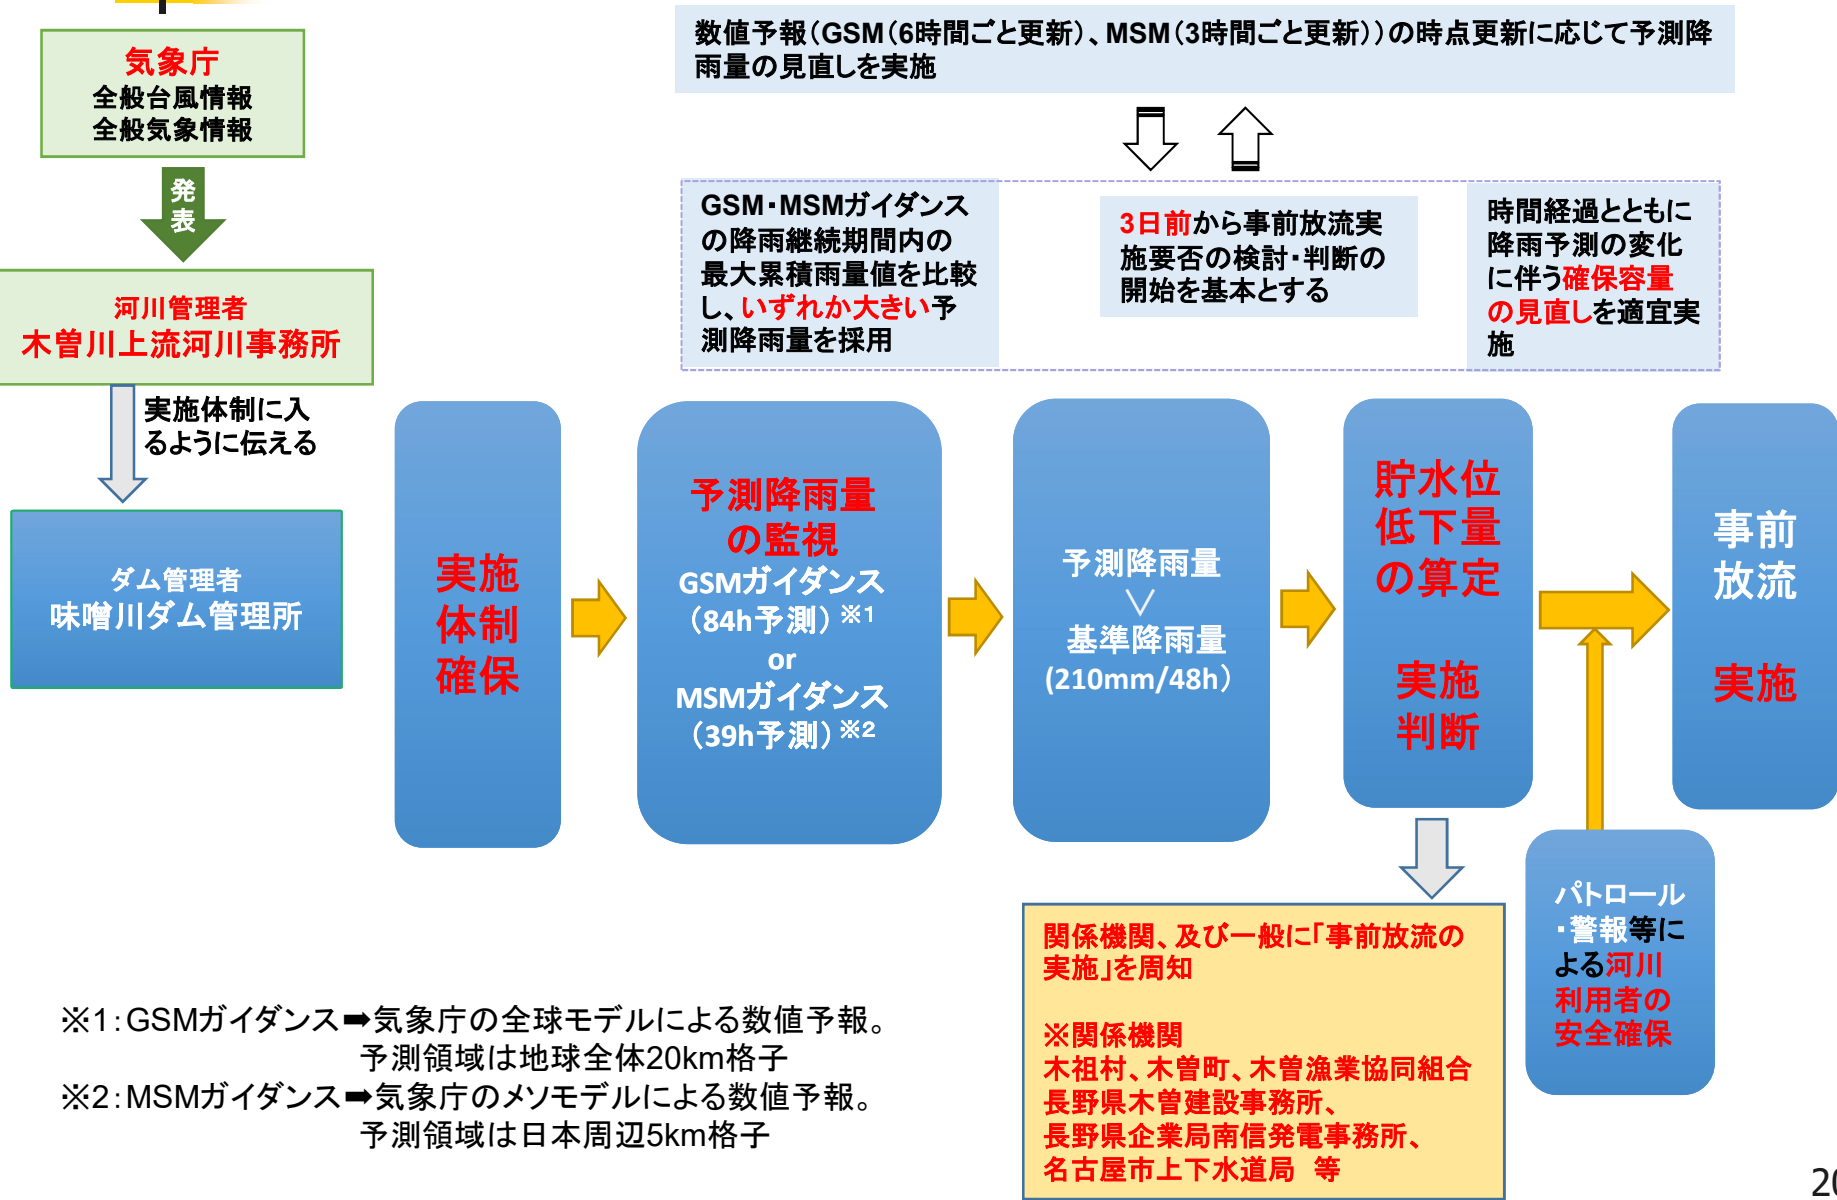 気象庁
全般台風情報
全般気象情報
発
表
河川管理者
木曽川上流河川事務所
実施体制に入
るように伝える
ダム管理者
味噌川ダム管理所
数値予報(GSM(6時間ごと更新)、MSM(3時間ごと更新))の時点更新に応じて予測降
雨量の見直しを実施
GSM・MSMガイダンス
の降雨継続期間内の
最大累積雨量値を比較
し、いずれか大きい予
測降雨量を採用
3日前から事前放流実
施要否の検討・判断の
開始を基本とする
時間経過とともに
降雨予測の変化
に伴う確保容量
の見直しを適宜実
施
実施
体制
確保
予測降雨量
の監視
GSMガイダンス
(84h予測)※1
or
MSMガイダンス
(39h予測)※2
予測降雨量
∨
基準降雨量
(210mm/48h)
貯水位
低下量
の算定
実施
判断
事前
放流
実施
パトロール
・警報等に
よる河川
利用者の
安全確保
関係機関、及び一般に「事前放流の
実施」を周知
※関係機関
木祖村、木曽町、木曽漁業協同組合
長野県木曽建設事務所、
長野県企業局南信発電事務所、
名古屋市上下水道局 等
※1:GSMガイダンス➡気象庁の全球モデルによる数値予報。
予測領域は地球全体20km格子
※2:MSMガイダンス➡気象庁のメソモデルによる数値予報。
予測領域は日本周辺5km格子